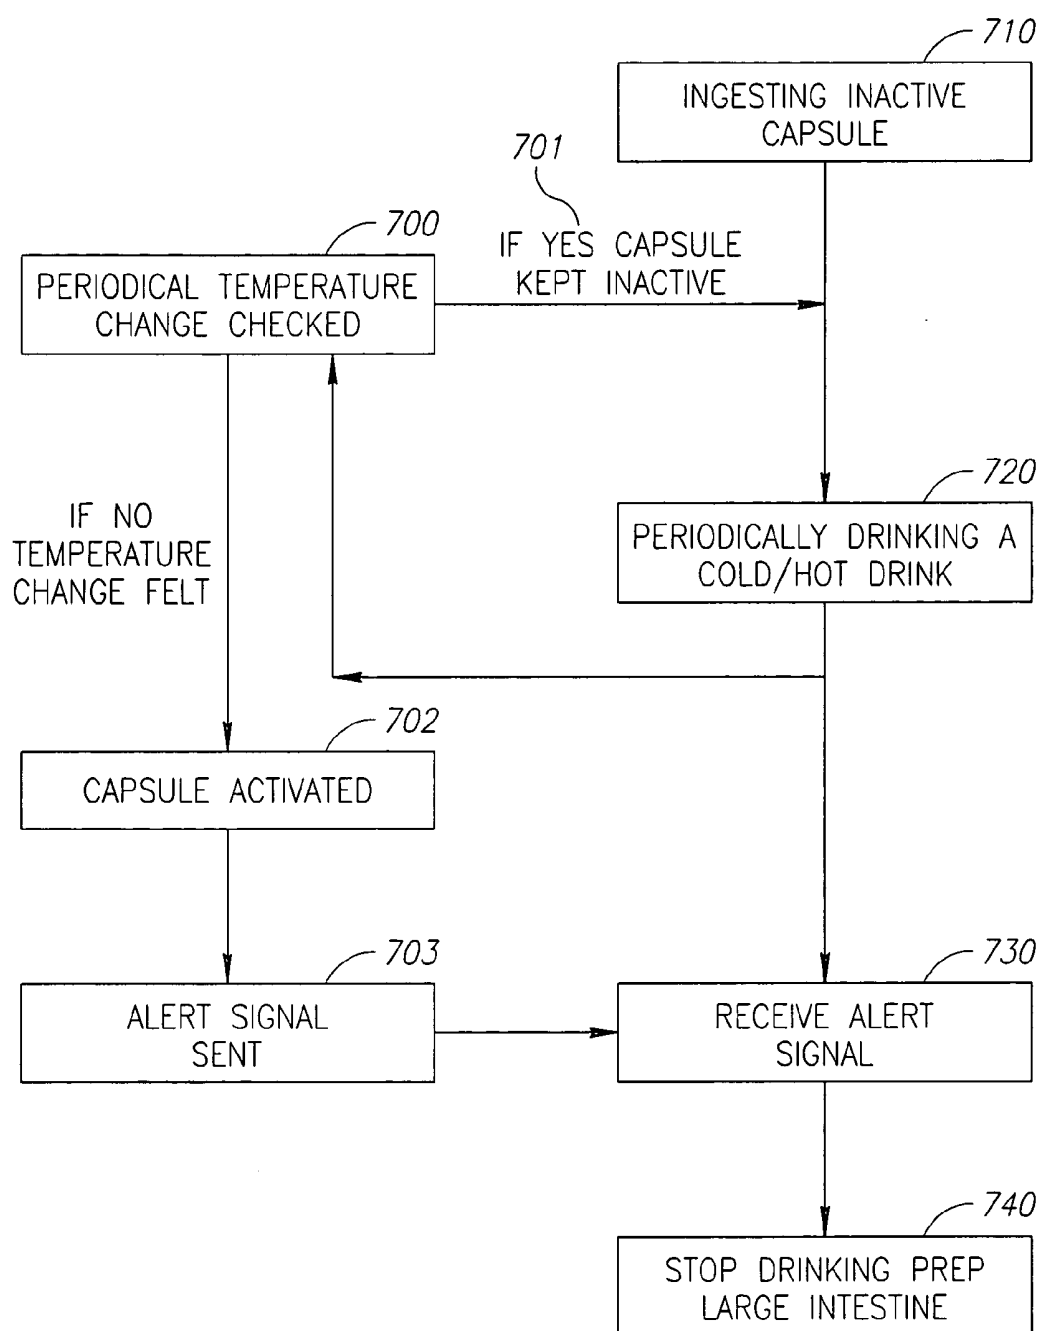 710
INGESTING INACTIVE
CAPSULE
701
IF YES CAPSULE
KEPT INACTIVE
700
PERIODICAL TEMPERATURE
CHANGE CHECKED
720
PERIODICALLY DRINKING A
COLD/HOT DRINK
IF NO
TEMPERATURE
CHANGE FELT
702
CAPSULE ACTIVATED
703
ALERT SIGNAL
SENT
730
RECEIVE ALERT
SIGNAL
740
STOP DRINKING PREP
LARGE INTESTINE